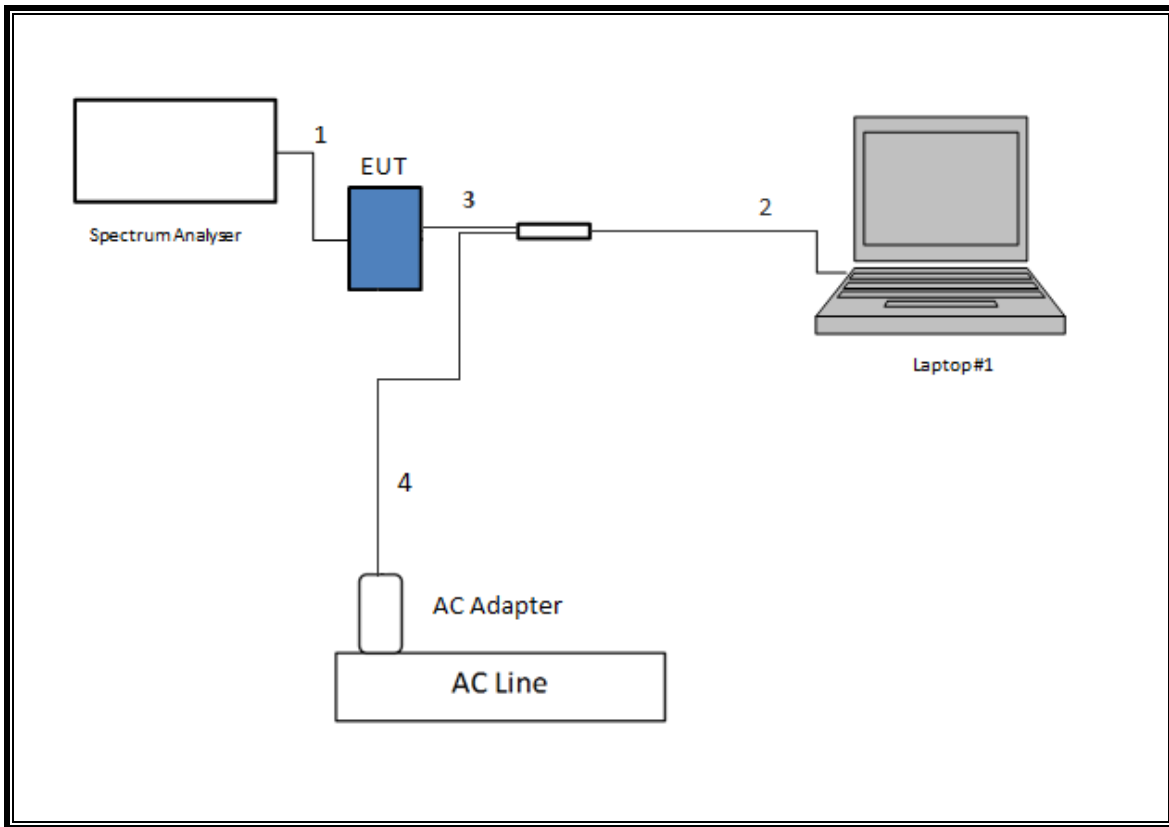 1
EUT
Spectrum Analyser
3
2
Laptop#1
4
AC Adapter
AC Line